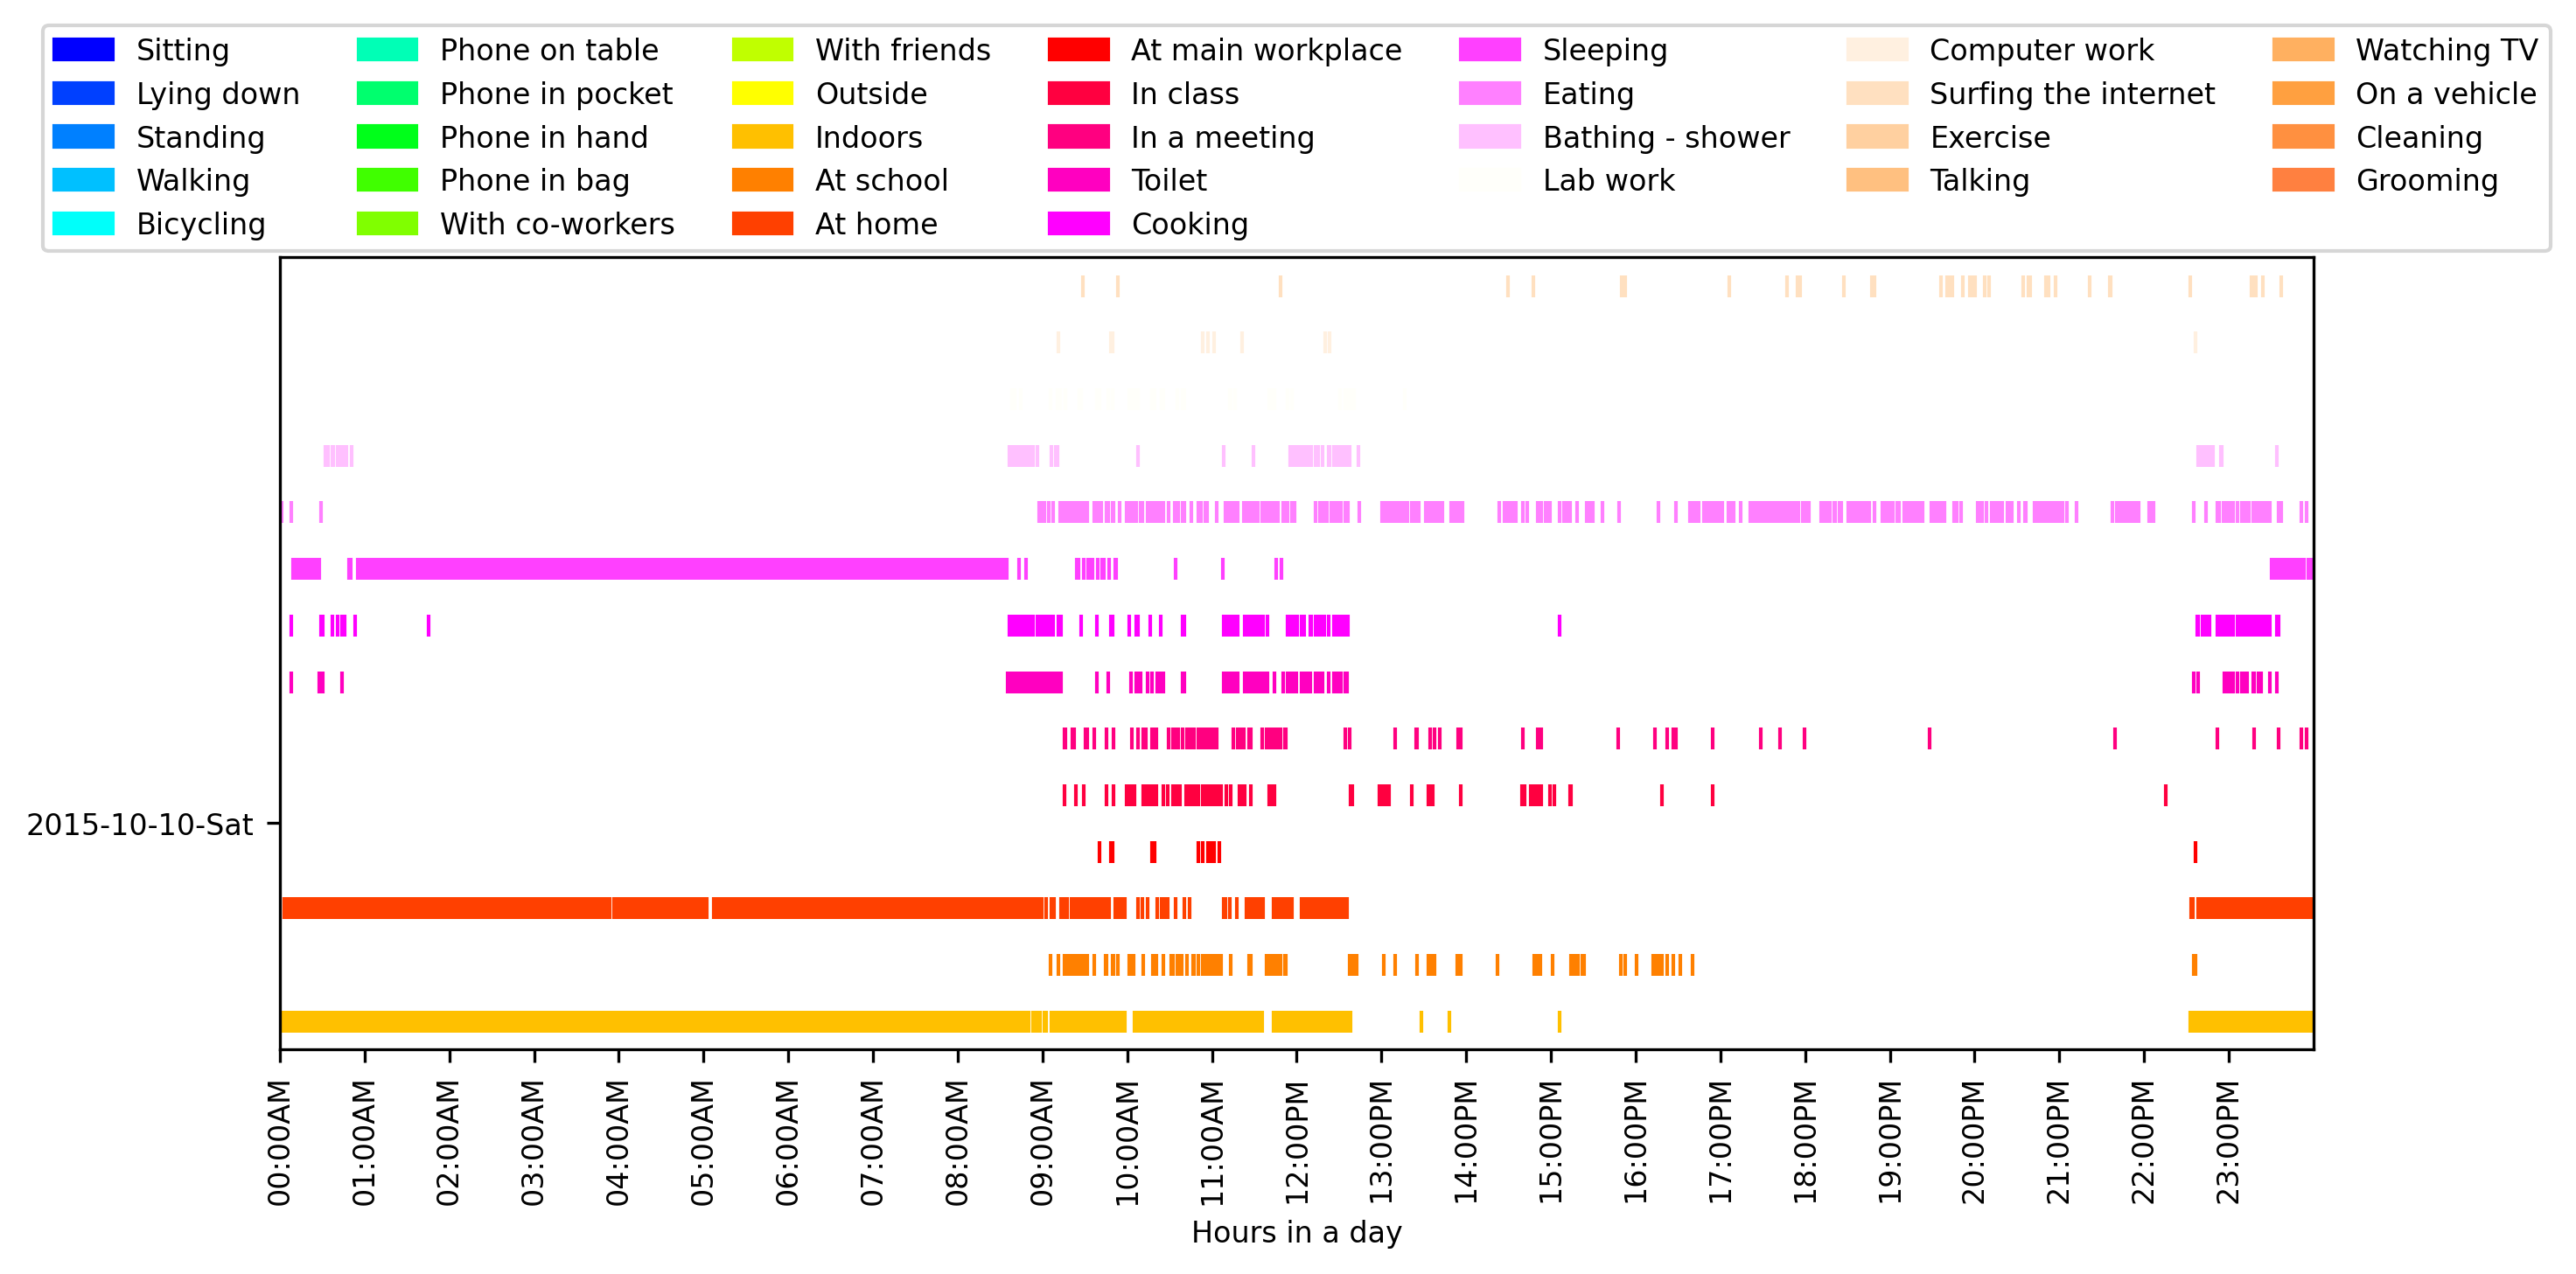 Sitting
Lying down
Standing
Walking
Bicycling
Phone on table
Phone in pocket
Phone in hand
Phone in bag
With co-workers
With friends
Outside
Indoors
At school
At home
At main workplace
In class
In a meeting
Toilet
Cooking
Sleeping
Eating
Bathing - shower
Lab work
Computer work
Surfing the internet
Exercise
Talking
Watching TV
On a vehicle
Cleaning
Grooming
2015-10-10-Sat
00:00AM
01:00AM
02:00AM
03:00AM
04:00AM
05:00AM
06:00AM
07:00AM
08:00AM
09:00AM
10:00AM
11:00AM
12:00PM
13:00PM
14:00PM
15:00PM
16:00PM
17:00PM
18:00PM
19:00PM
20:00PM
21:00PM
22:00PM
23:00PM
Hours in a day